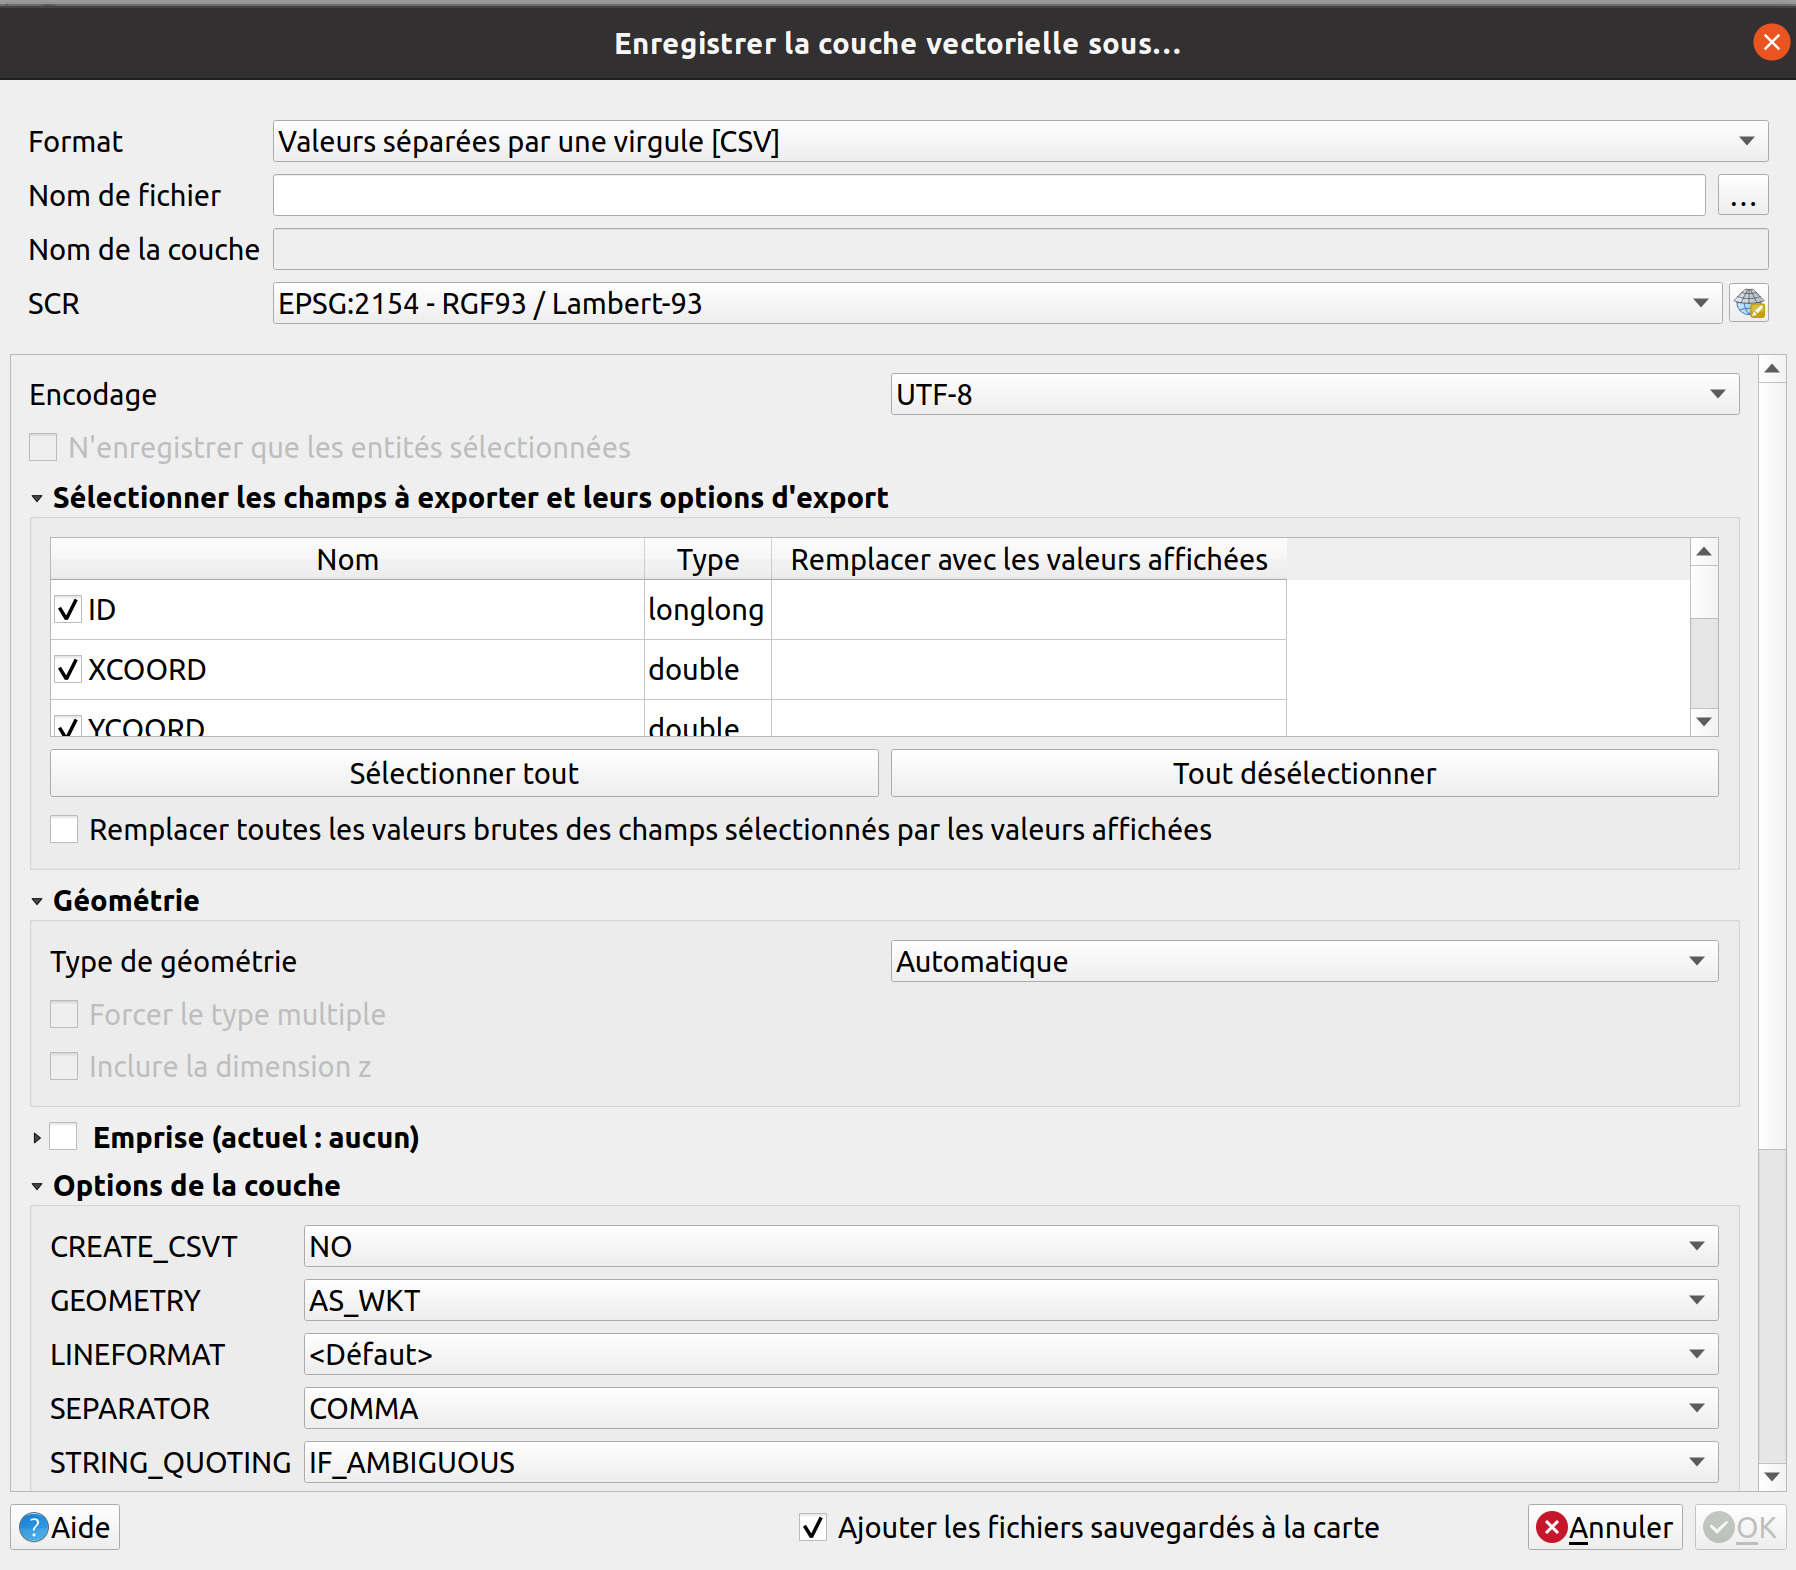 Enregistrer la couche vectorielle sous…
Format
Valeurs séparées par une virgule [CSV]
Nom de fichier
…
Nom de la couche
SCR
EPSG:2154 - RGF93 / Lambert-93
Encodage
UTF-8
N'enregistrer que les entités sélectionnées
Sélectionner les champs à exporter et leurs options d'export
Nom Type Remplacer avec les valeurs affichées
ID longlong
XCOORD double
YCOORD double
Sélectionner tout
Tout désélectionner
Remplacer toutes les valeurs brutes des champs sélectionnés par les valeurs affichées
Géométrie
Type de géométrie
Automatique
Forcer le type multiple
Inclure la dimension z
Emprise (actuel : aucun)
Options de la couche
CREATE_CSVT
NO
GEOMETRY
AS_WKT
LINEFORMAT
<Défaut>
SEPARATOR
COMMA
STRING_QUOTING
IF_AMBIGUOUS
? Aide
Ajouter les fichiers sauvegardés à la carte
Annuler
OK